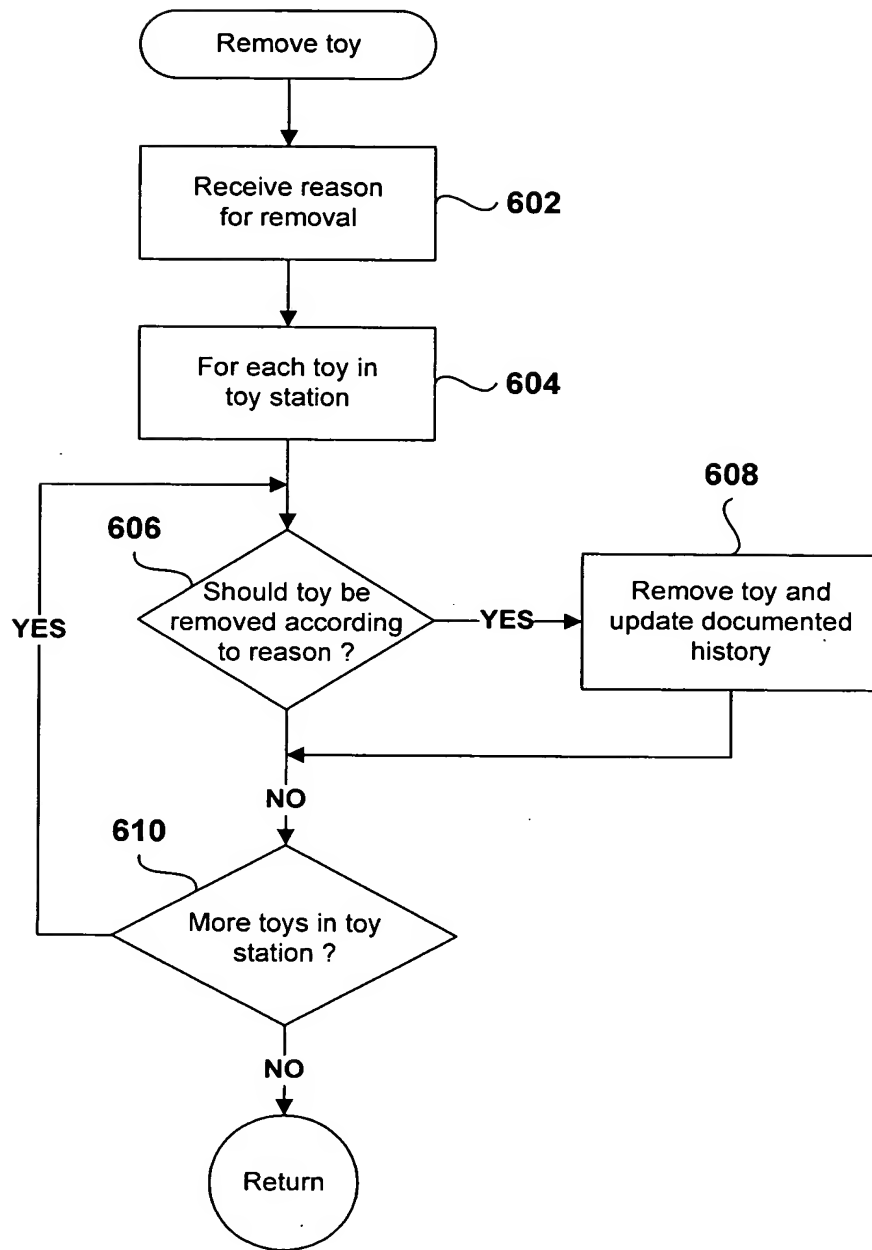 Remove toy
Receive reason
for removal
602
For each toy in
toy station
604
608
606
Should toy be
removed according
to reason ?
YES
Remove toy and
update documented
history
YES
NO
610
More toys in toy
station ?
NO
Return